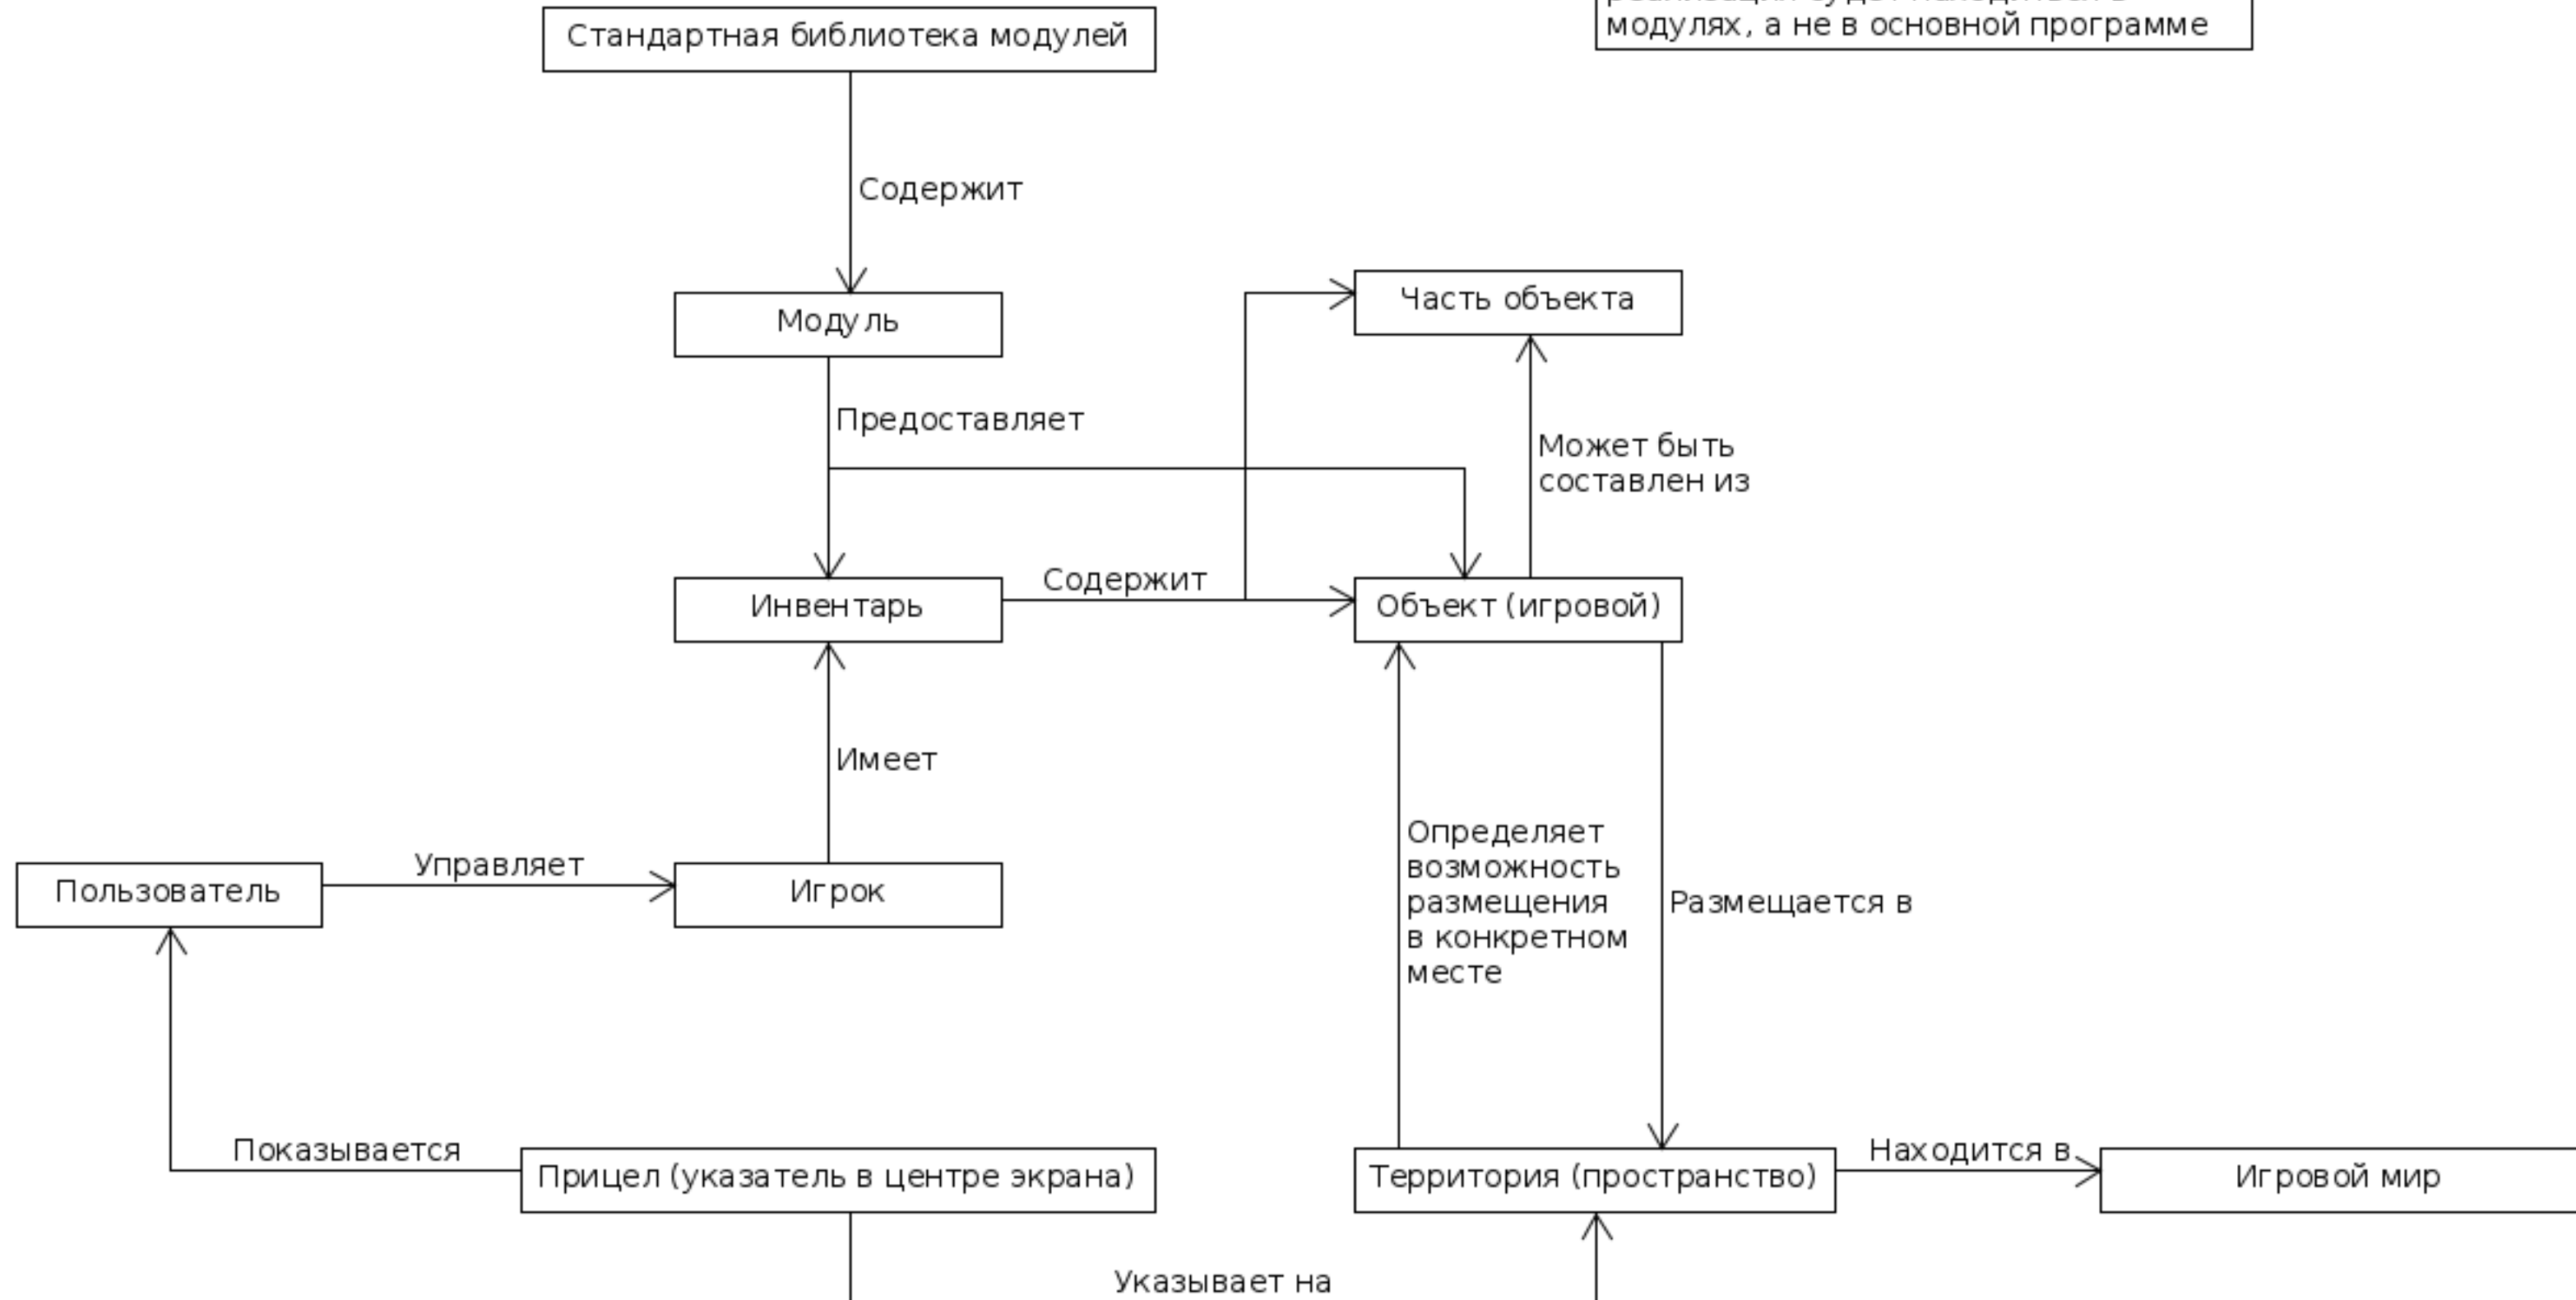 Стандартная библиотека модулей
модулях, а не в основной программе
Содержит
Модуль
Часть объекта
Предоставляет
Может быть
составлен из
Содержит
Инвентарь
Объект (игровой)
Имеет
Определяет
возможность
размещения
в конкретном
месте
Размещается в
Управляет
Пользователь
Игрок
Показывается
Прицел (указатель в центре экрана)
Территория (пространство)
Находится в
Игровой мир
Указывает на